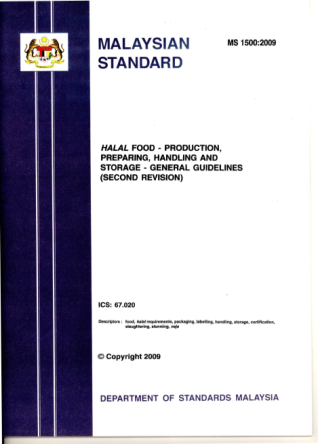 MALAYSIAN
STANDARD
MS 1500:2009
HALAL FOOD - PRODUCTION,
PREPARING, HANDLING AND
STORAGE - GENERAL GUIDELINES
(SECOND REVISION)
ICS: 67.020
Descriptors : food, halal requirements, packaging, labelling, handling, storage, certification,
slaughtering, stunning, najis
© Copyright 2009
DEPARTMENT OF STANDARDS MALAYSIA